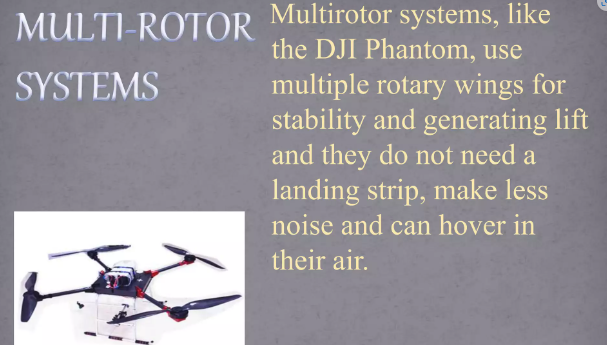 MULTI-ROTOR
SYSTEMS
Multirotor systems, like
the DJI Phantom, use
multiple rotary wings for
stability and generating lift
and they do not need a
landing strip, make less
noise and can hover in
their air.